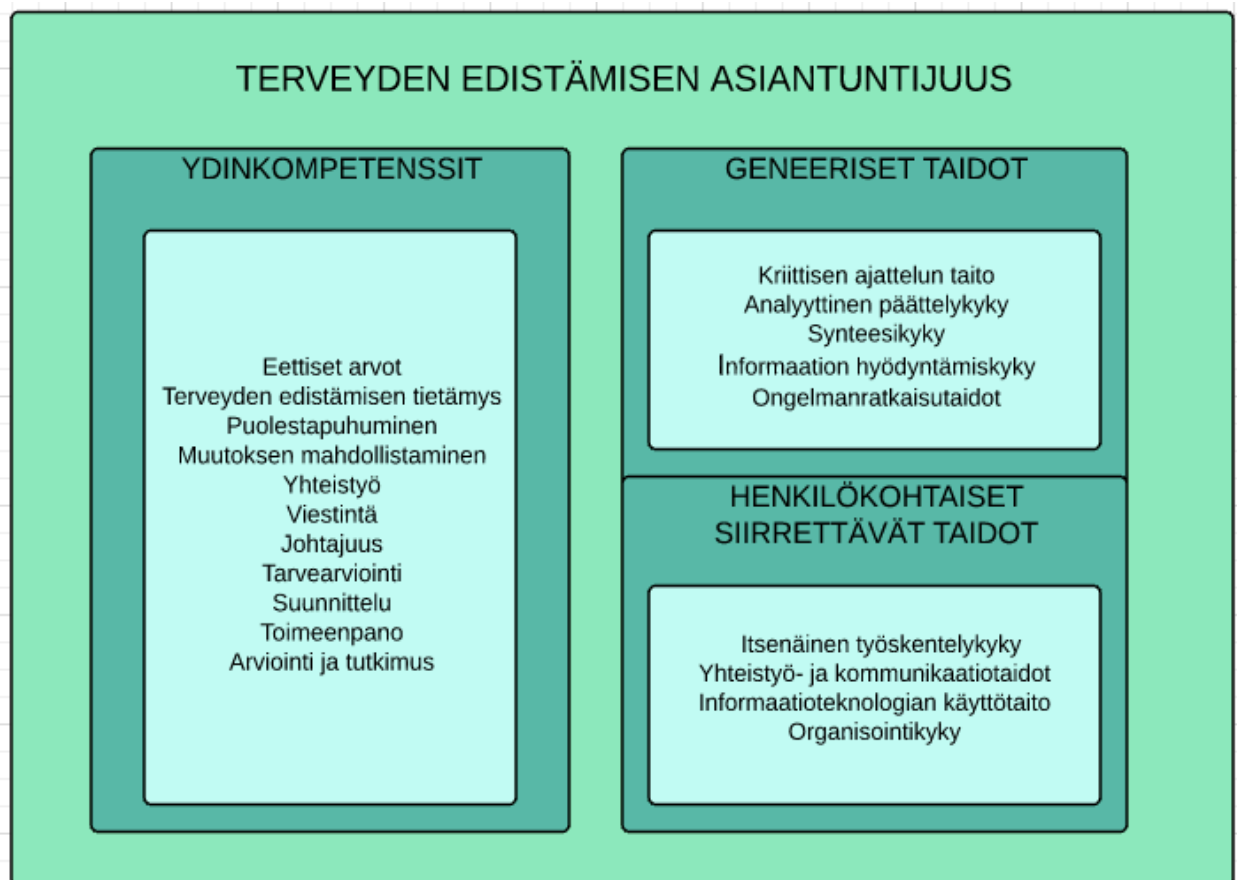 TERVEYDEN EDISTÄMISEN ASIANTUNTIJUUS
YDINKOMPETENSSIT
Eettiset arvot
Terveyden edistämisen tietämys
Puolestapuhuminen
Muutoksen mahdollistaminen
Yhteistyö
Viestintä
Johtajuus
Tarvearviointi
Suunnittelu
Toimeenpano
Arviointi ja tutkimus
GENEERISET TAIDOT
Kriittisen ajattelun taito
Analyyttinen päättelykyky
Synteesikyky
Informaation hyödyntämiskyky
Ongelmanratkaisutaidot
HENKILÖKOHTAISET
SIIRRETTÄVÄT TAIDOT
Itsenäinen työskentelykyky
Yhteistyö- ja kommunikaatiotaidot
Informaatioteknologian käyttötaito
Organisointikyky